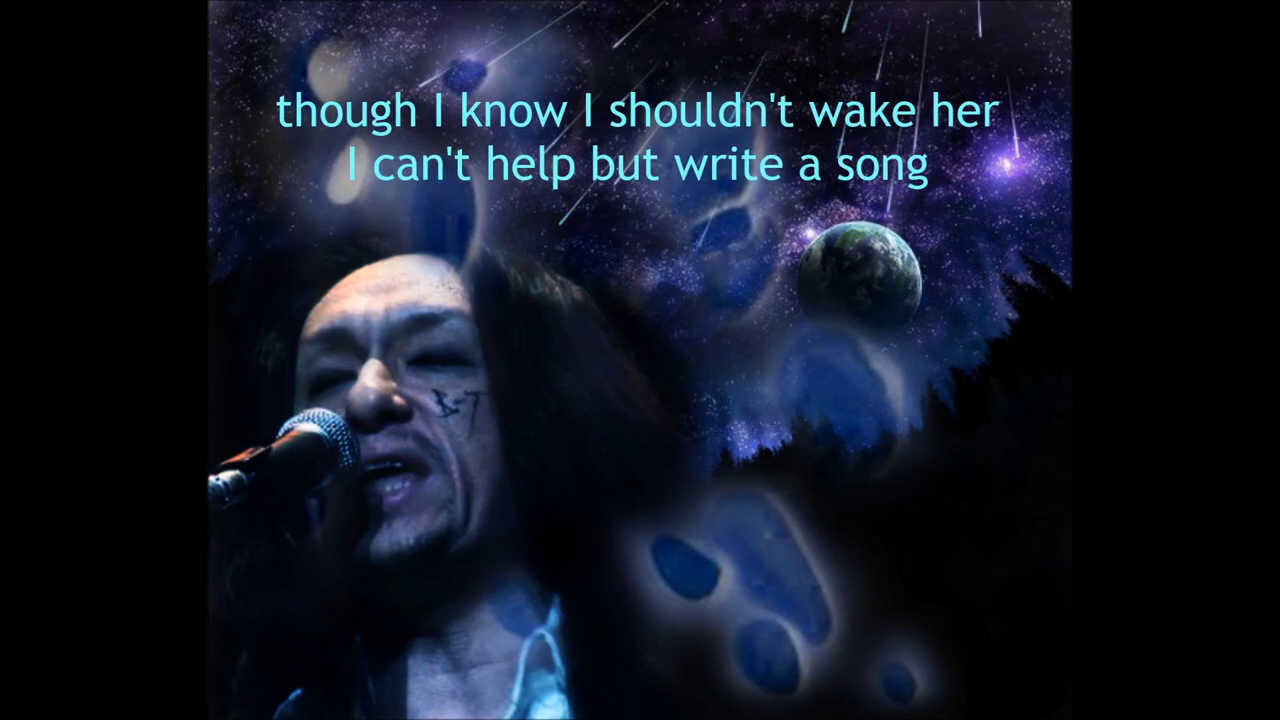 though I know I shouldn't wake her
I can't help but write a song